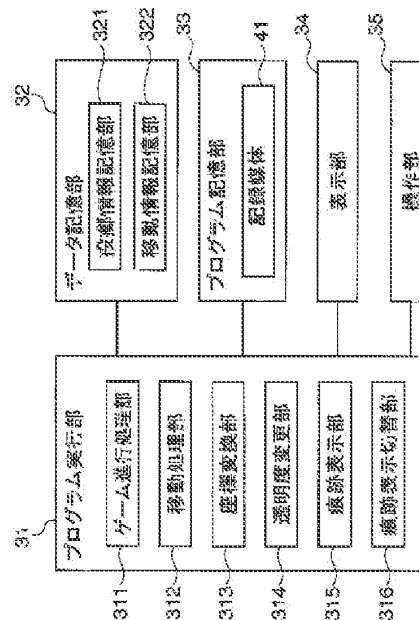 31
プログラム実行部
311
ゲーム進行処理部
312
移動処理部
313
座標変換部
314
透明度変更部
315
痕跡表示部
316
痕跡表示切替部
32
データ記憶部
321
投擲情報記憶部
322
移動情報記憶部
33
プログラム記憶部
41
記録媒体
34
表示部
35
操作部